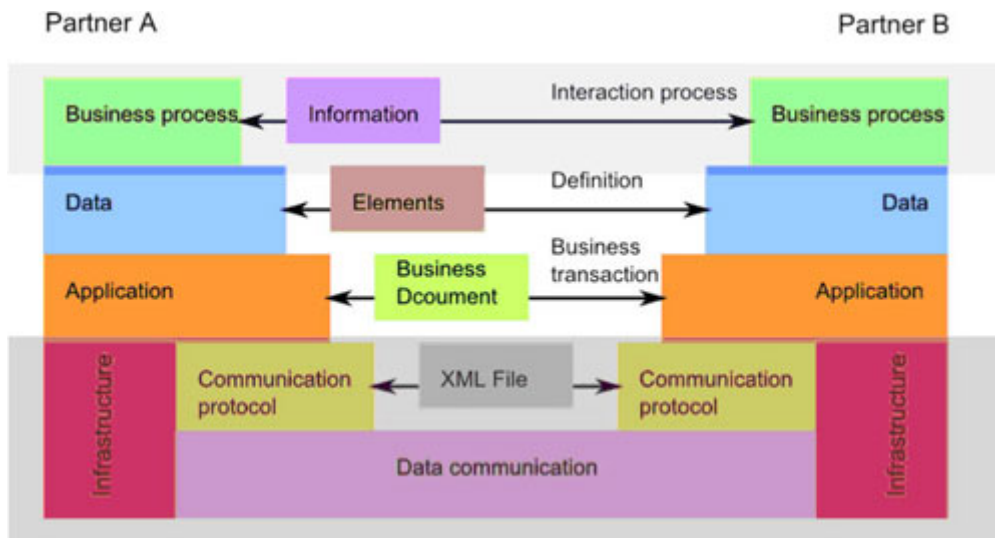 Partner A
Partner B
Business process
Information
Interaction process
Business process
Data
Elements
Definition
Data
Application
Business
Dcoument
Business
transaction
Application
Infrastructure
Communication
protocol
XML File
Communication
protocol
Infrastructure
Data communication